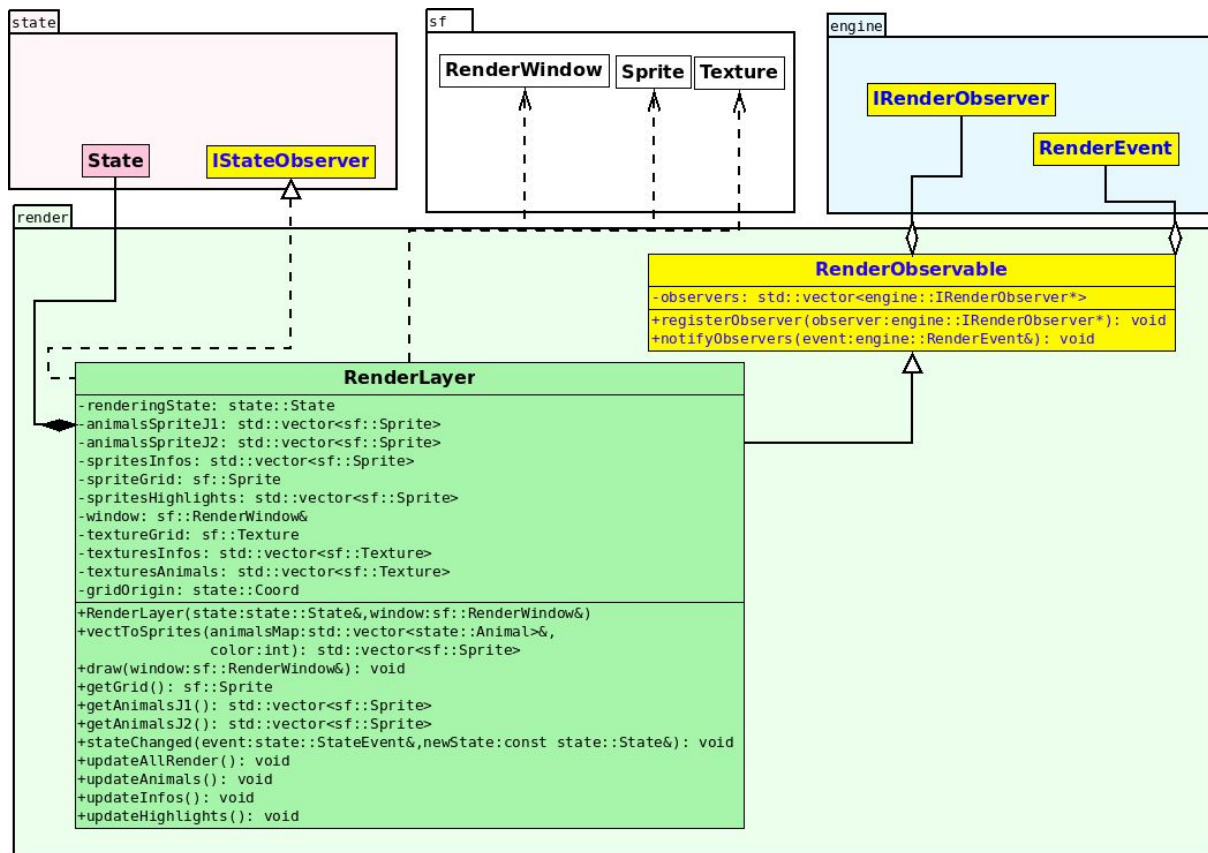 state
State
IStateObserver
sf
RenderWindow
Sprite
Texture
engine
IRenderObserver
RenderEvent
render
RenderObservable
-observers: std::vector<engine::IRenderObserver*>
+registerObserver(observer:engine::IRenderObserver*): void
+notifyObservers(event:engine::RenderEvent&): void
RenderLayer
-renderingState: state::State
-animalsSpriteJ1: std::vector<sf::Sprite>
-animalsSpriteJ2: std::vector<sf::Sprite>
-spritesInfos: std::vector<sf::Sprite>
-spriteGrid: sf::Sprite
-spritesHighlights: std::vector<sf::Sprite>
-window: sf::RenderWindow&
-textureGrid: sf::Texture
-texturesInfos: std::vector<sf::Texture>
-texturesAnimals: std::vector<sf::Texture>
-gridOrigin: state::Coord
+RenderLayer(state:state::State&,window:sf::RenderWindow&)
+vectToSprites(animalsMap:std::vector<state::Animal>&,
color:int): std::vector<sf::Sprite>
+draw(window:sf::RenderWindow&): void
+getGrid(): sf::Sprite
+getAnimalsJ1(): std::vector<sf::Sprite>
+getAnimalsJ2(): std::vector<sf::Sprite>
+stateChanged(event:state::StateEvent&,newState:const state::State&): void
+updateAllRender(): void
+updateAnimals(): void
+updateInfos(): void
+updateHighlights(): void